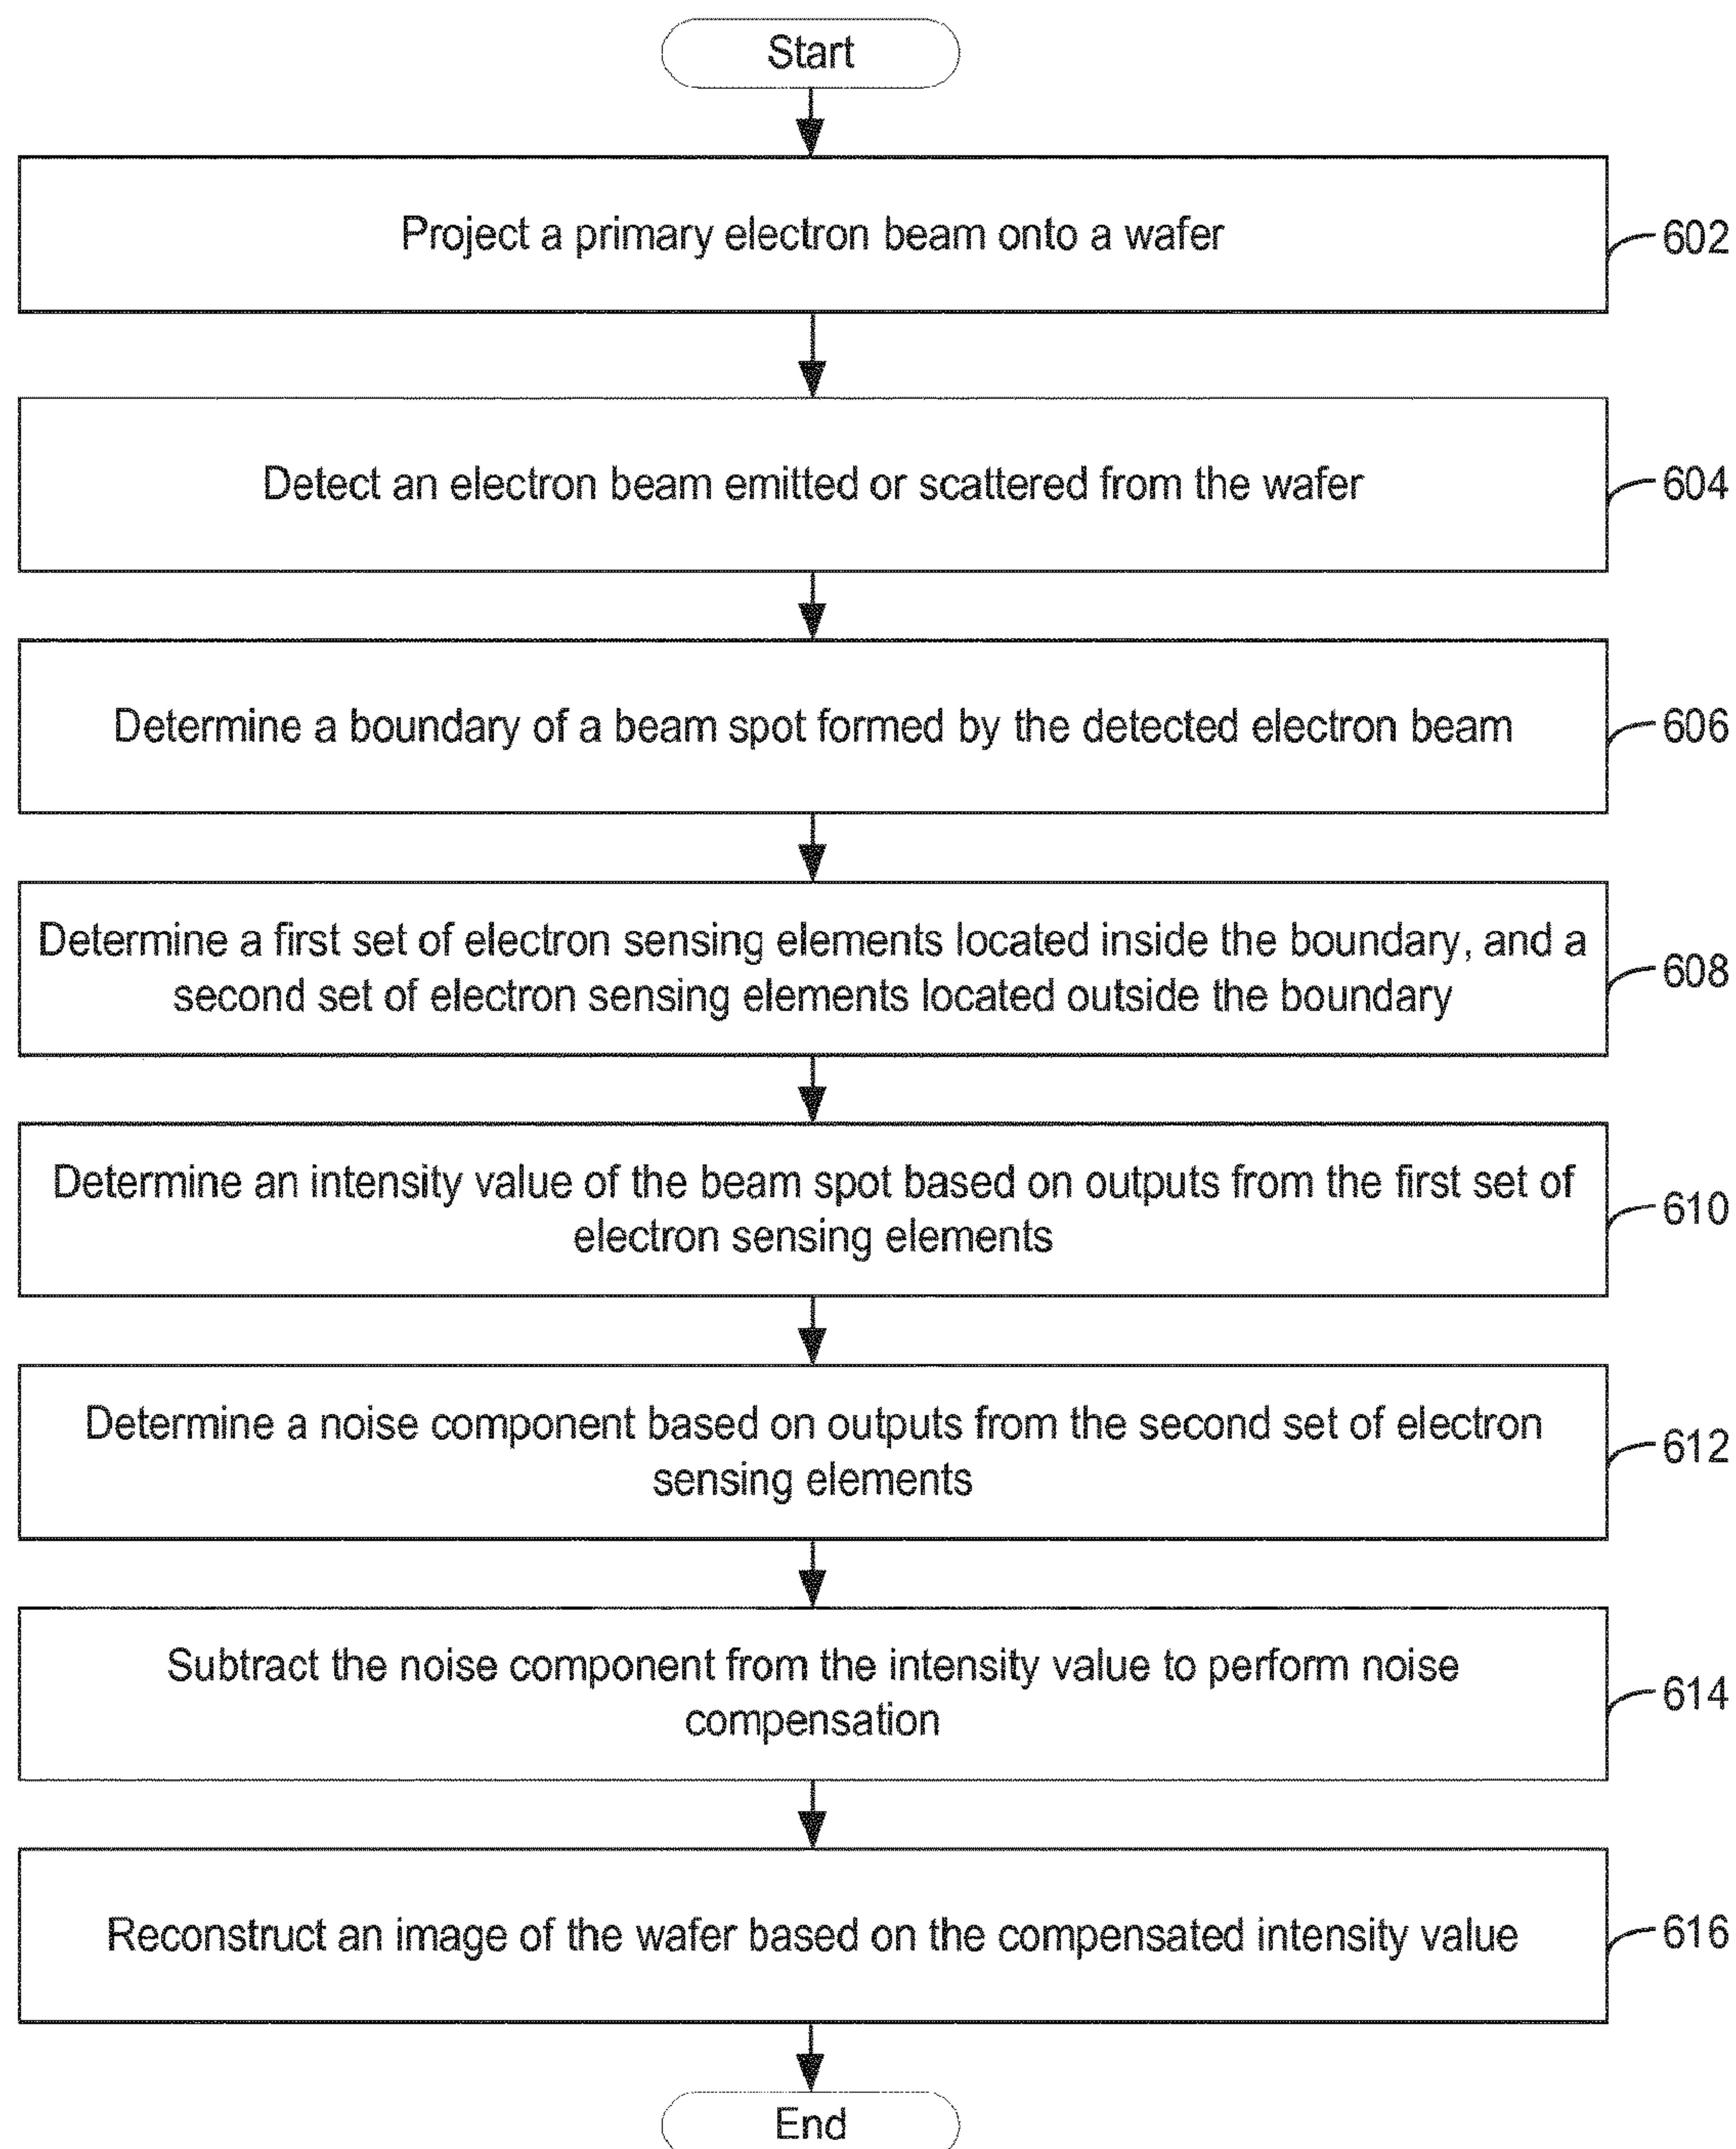 Start
Project a primary electron beam onto a wafer
602
Detect an electron beam emitted or scattered from the wafer
604
Determine a boundary of a beam spot formed by the detected electron beam
606
Determine a first set of electron sensing elements located inside the boundary, and a
second set of electron sensing elements located outside the boundary
608
Determine an intensity value of the beam spot based on outputs from the first set of
electron sensing elements
610
Determine a noise component based on outputs from the second set of electron
sensing elements
612
Subtract the noise component from the intensity value to perform noise
compensation
614
Reconstruct an image of the wafer based on the compensated intensity value
616
End